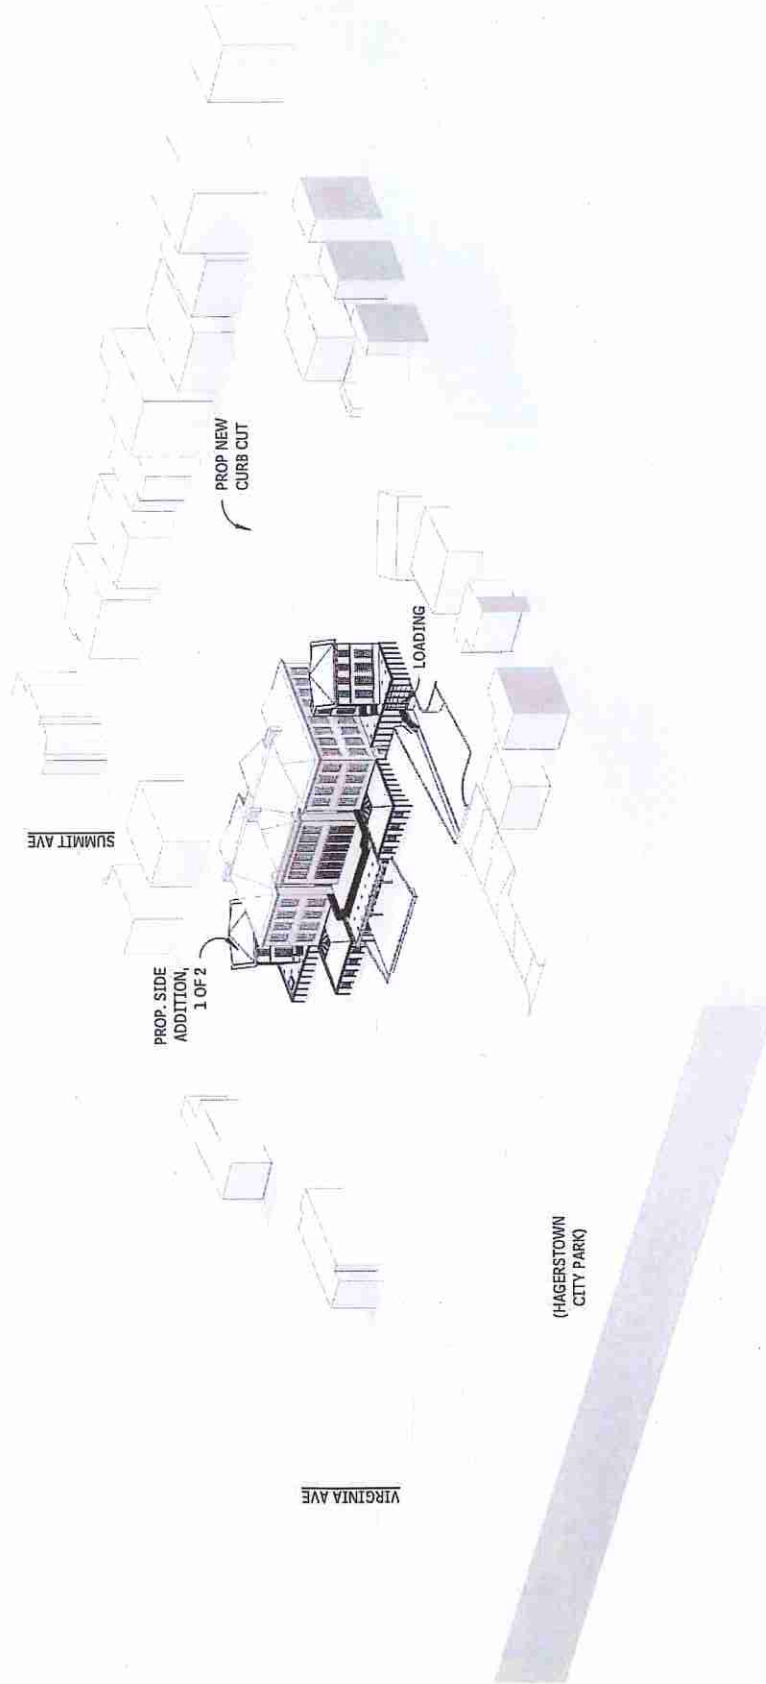 SUMMIT AVE
PROP NEW
CURB CUT
PROP. SIDE
ADDITION,
1 OF 2
LOADING
VIRGINIA AVE
(HAGERSTOWN
CITY PARK)